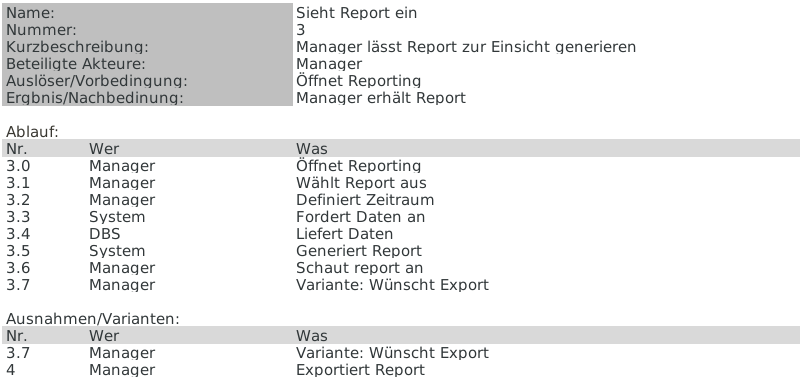 Name: Sieht Report ein
Nummer: 3
Kurzbeschreibung: Manager lässt Report zur Einsicht generieren
Beteiligte Akteure: Manager
Auslöser/Vorbedingung: Öffnet Reporting
Ergbnis/Nachbedinung: Manager erhält Report
Ablauf:
Nr. Wer Was
3.0 Manager Öffnet Reporting
3.1 Manager Wählt Report aus
3.2 Manager Definiert Zeitraum
3.3 System Fordert Daten an
3.4 DBS Liefert Daten
3.5 System Generiert Report
3.6 Manager Schaut report an
3.7 Manager Variante: Wünscht Export
Ausnahmen/Varianten:
Nr. Wer Was
3.7 Manager Variante: Wünscht Export
4 Manager Exportiert Report